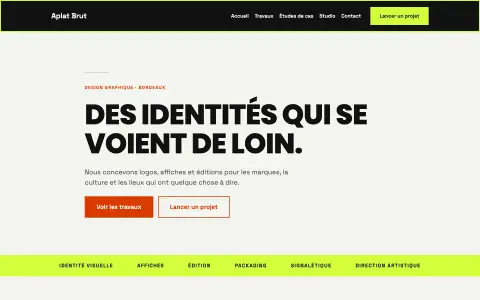 Aplat Brut
Accueil Travaux Études de cas Studio Contact Lancer un projet
DESIGN GRAPHIQUE · BORDEAUX
DES IDENTITÉS QUI SE
VOIENT DE LOIN.
Nous concevons logos, affiches et éditions pour les marques, la
culture et les lieux qui ont quelque chose à dire.
Voir les travaux Lancer un projet
IDENTITÉ VISUELLE AFFICHES ÉDITION PACKAGING SIGNALÉTIQUE DIRECTION ARTISTIQUE